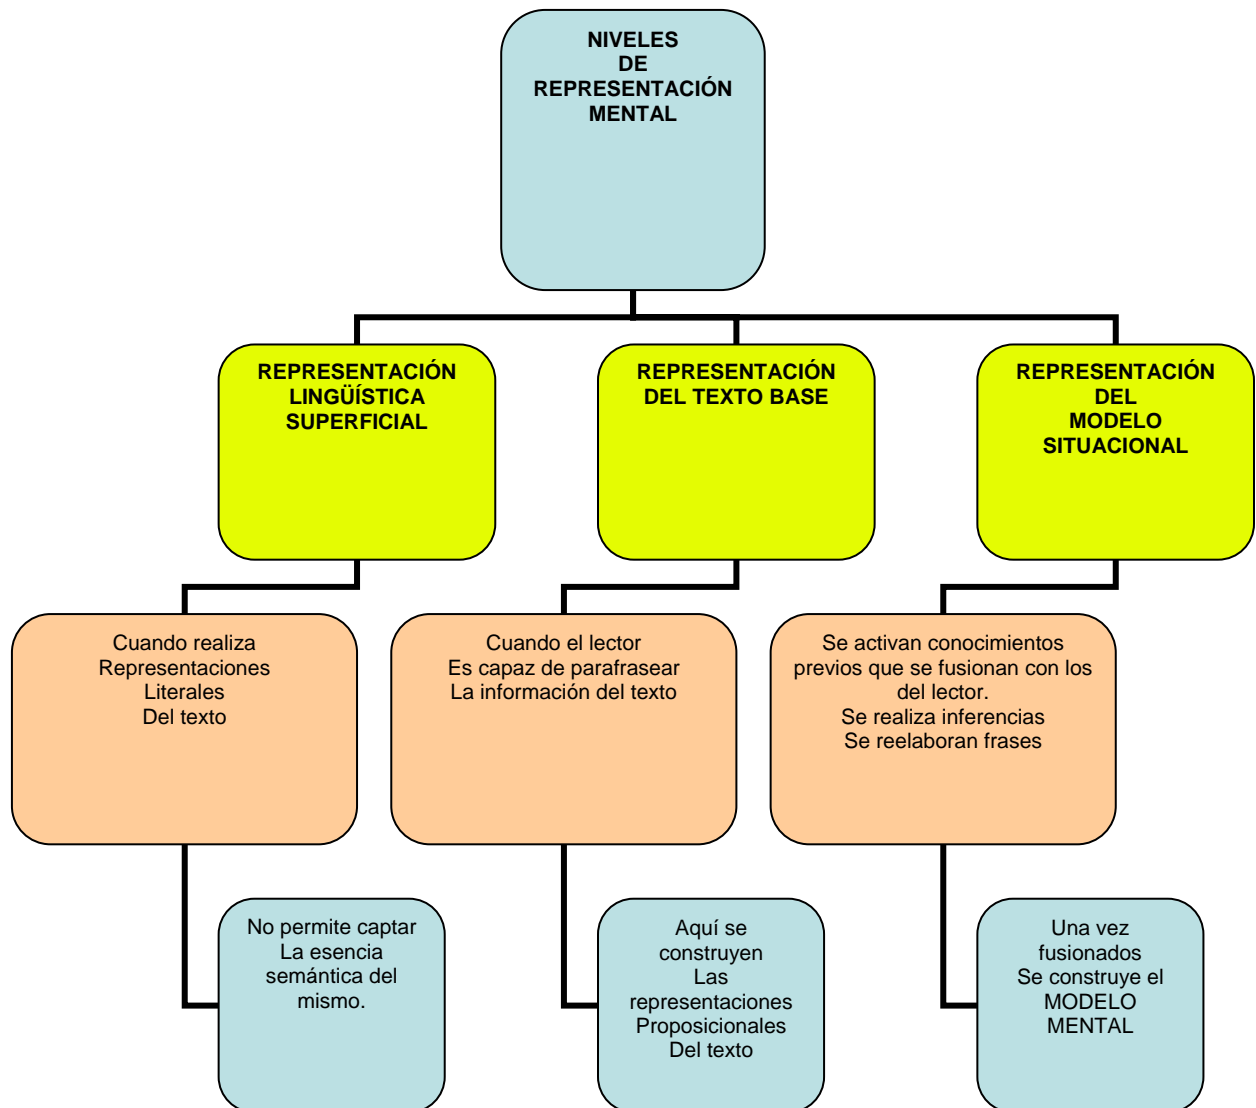 NIVELES
DE
REPRESENTACIÓN
MENTAL
REPRESENTACIÓN
LINGÜÍSTICA
SUPERFICIAL
REPRESENTACIÓN
DEL TEXTO BASE
REPRESENTACIÓN
DEL
MODELO
SITUACIONAL
Cuando realiza
Representaciones
Literales
Del texto
Cuando el lector
Es capaz de parafrasear
La información del texto
Se activan conocimientos
previos que se fusionan con los
del lector.
Se realiza inferencias
Se reelaboran frases
No permite captar
La esencia
semántica del
mismo.
Aquí se
construyen
Las
representaciones
Proposicionales
Del texto
Una vez
fusionados
Se construye el
MODELO
MENTAL